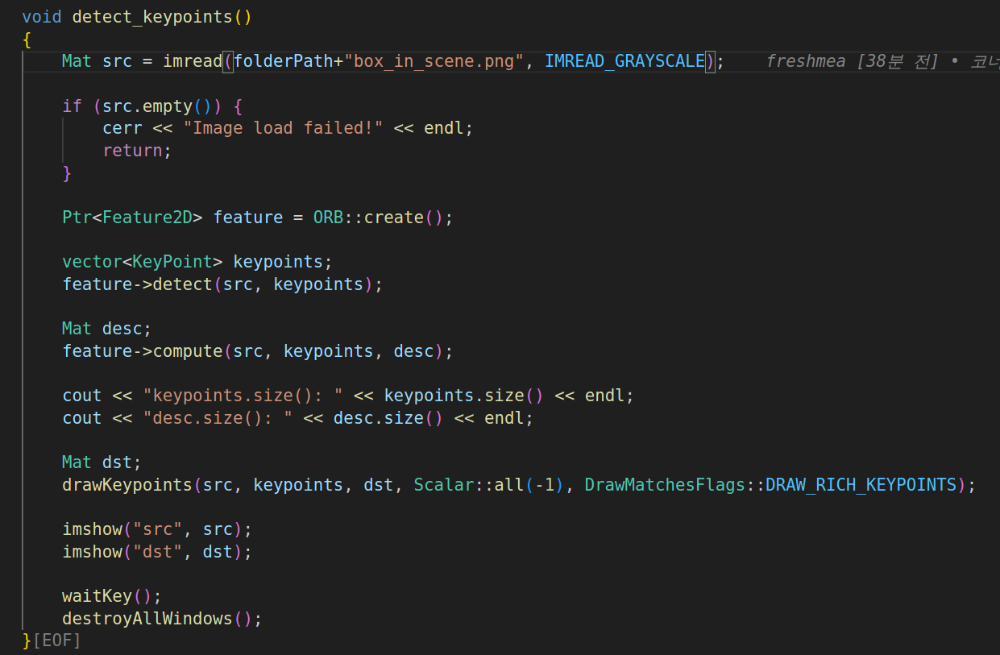 void detect_keypoints()
{
    Mat src = imread(folderPath+"box_in_scene.png", IMREAD_GRAYSCALE);    freshmea [38분 전] • 코너
    if (src.empty()) {
        cerr << "Image load failed!" << endl;
        return;
    }
    Ptr<Feature2D> feature = ORB::create();
    vector<KeyPoint> keypoints;
    feature->detect(src, keypoints);
    Mat desc;
    feature->compute(src, keypoints, desc);
    cout << "keypoints.size(): " << keypoints.size() << endl;
    cout << "desc.size(): " << desc.size() << endl;
    Mat dst;
    drawKeypoints(src, keypoints, dst, Scalar::all(-1), DrawMatchesFlags::DRAW_RICH_KEYPOINTS);
    imshow("src", src);
    imshow("dst", dst);
    waitKey();
    destroyAllWindows();
}[EOF]